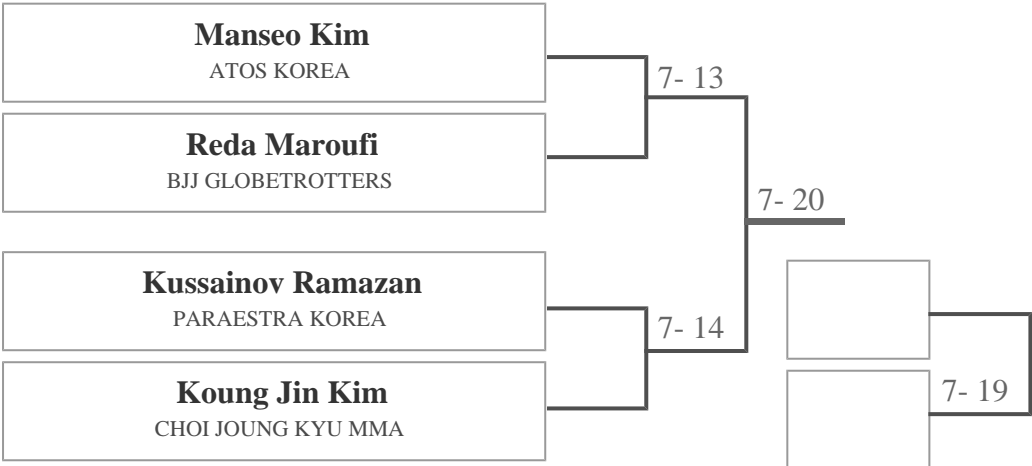 Manseo Kim
ATOS KOREA
7- 13
Reda Maroufi
BJJ GLOBETROTTERS
7- 20
Kussainov Ramazan
PARAESTRA KOREA
7- 14
Koung Jin Kim
CHOI JOUNG KYU MMA
7- 19